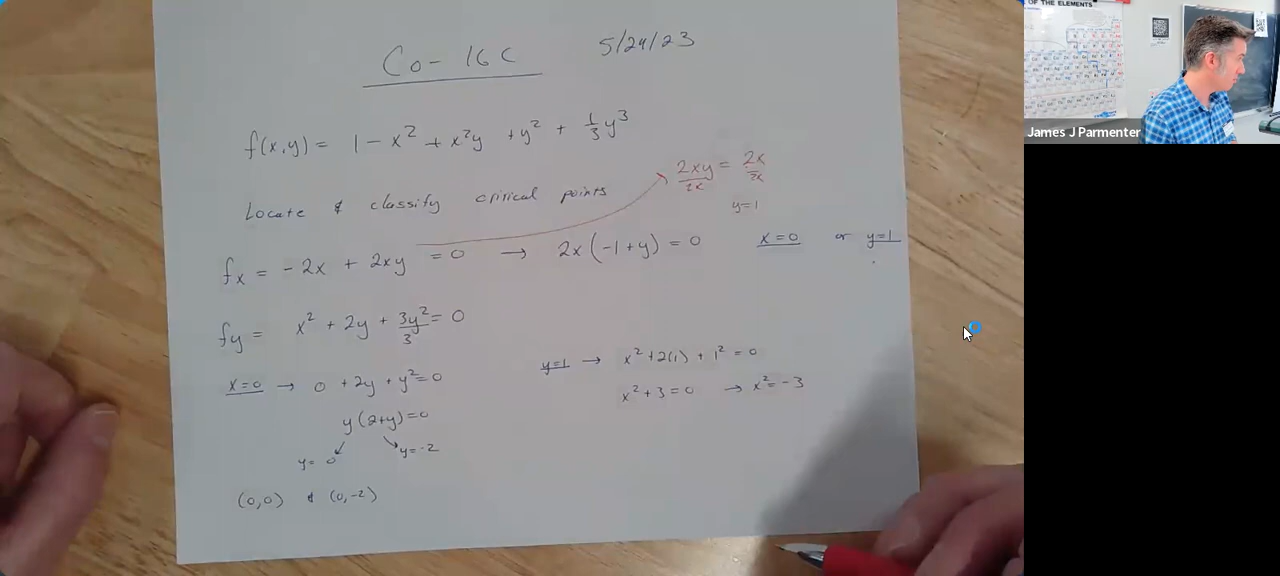 Co-16C 5/24/23
OF THE ELEMENTS
f(x,y) = 1 - x² + x²y + y² + 1/3 y³
Locate & classify critical points
2xy/2x = 2x/2x
y=1
fx = -2x + 2xy = 0 → 2x(-1+y) = 0 x=0 or y=1
fy = x² + 2y + 3y²/3 = 0
x=0 → 0 + 2y + y² = 0
y(2+y)=0
y=0 y=-2
(0,0) & (0,-2)
y=1 → x²+2(1) + 1² = 0
x²+3=0 → x²=-3
James J Parmenter